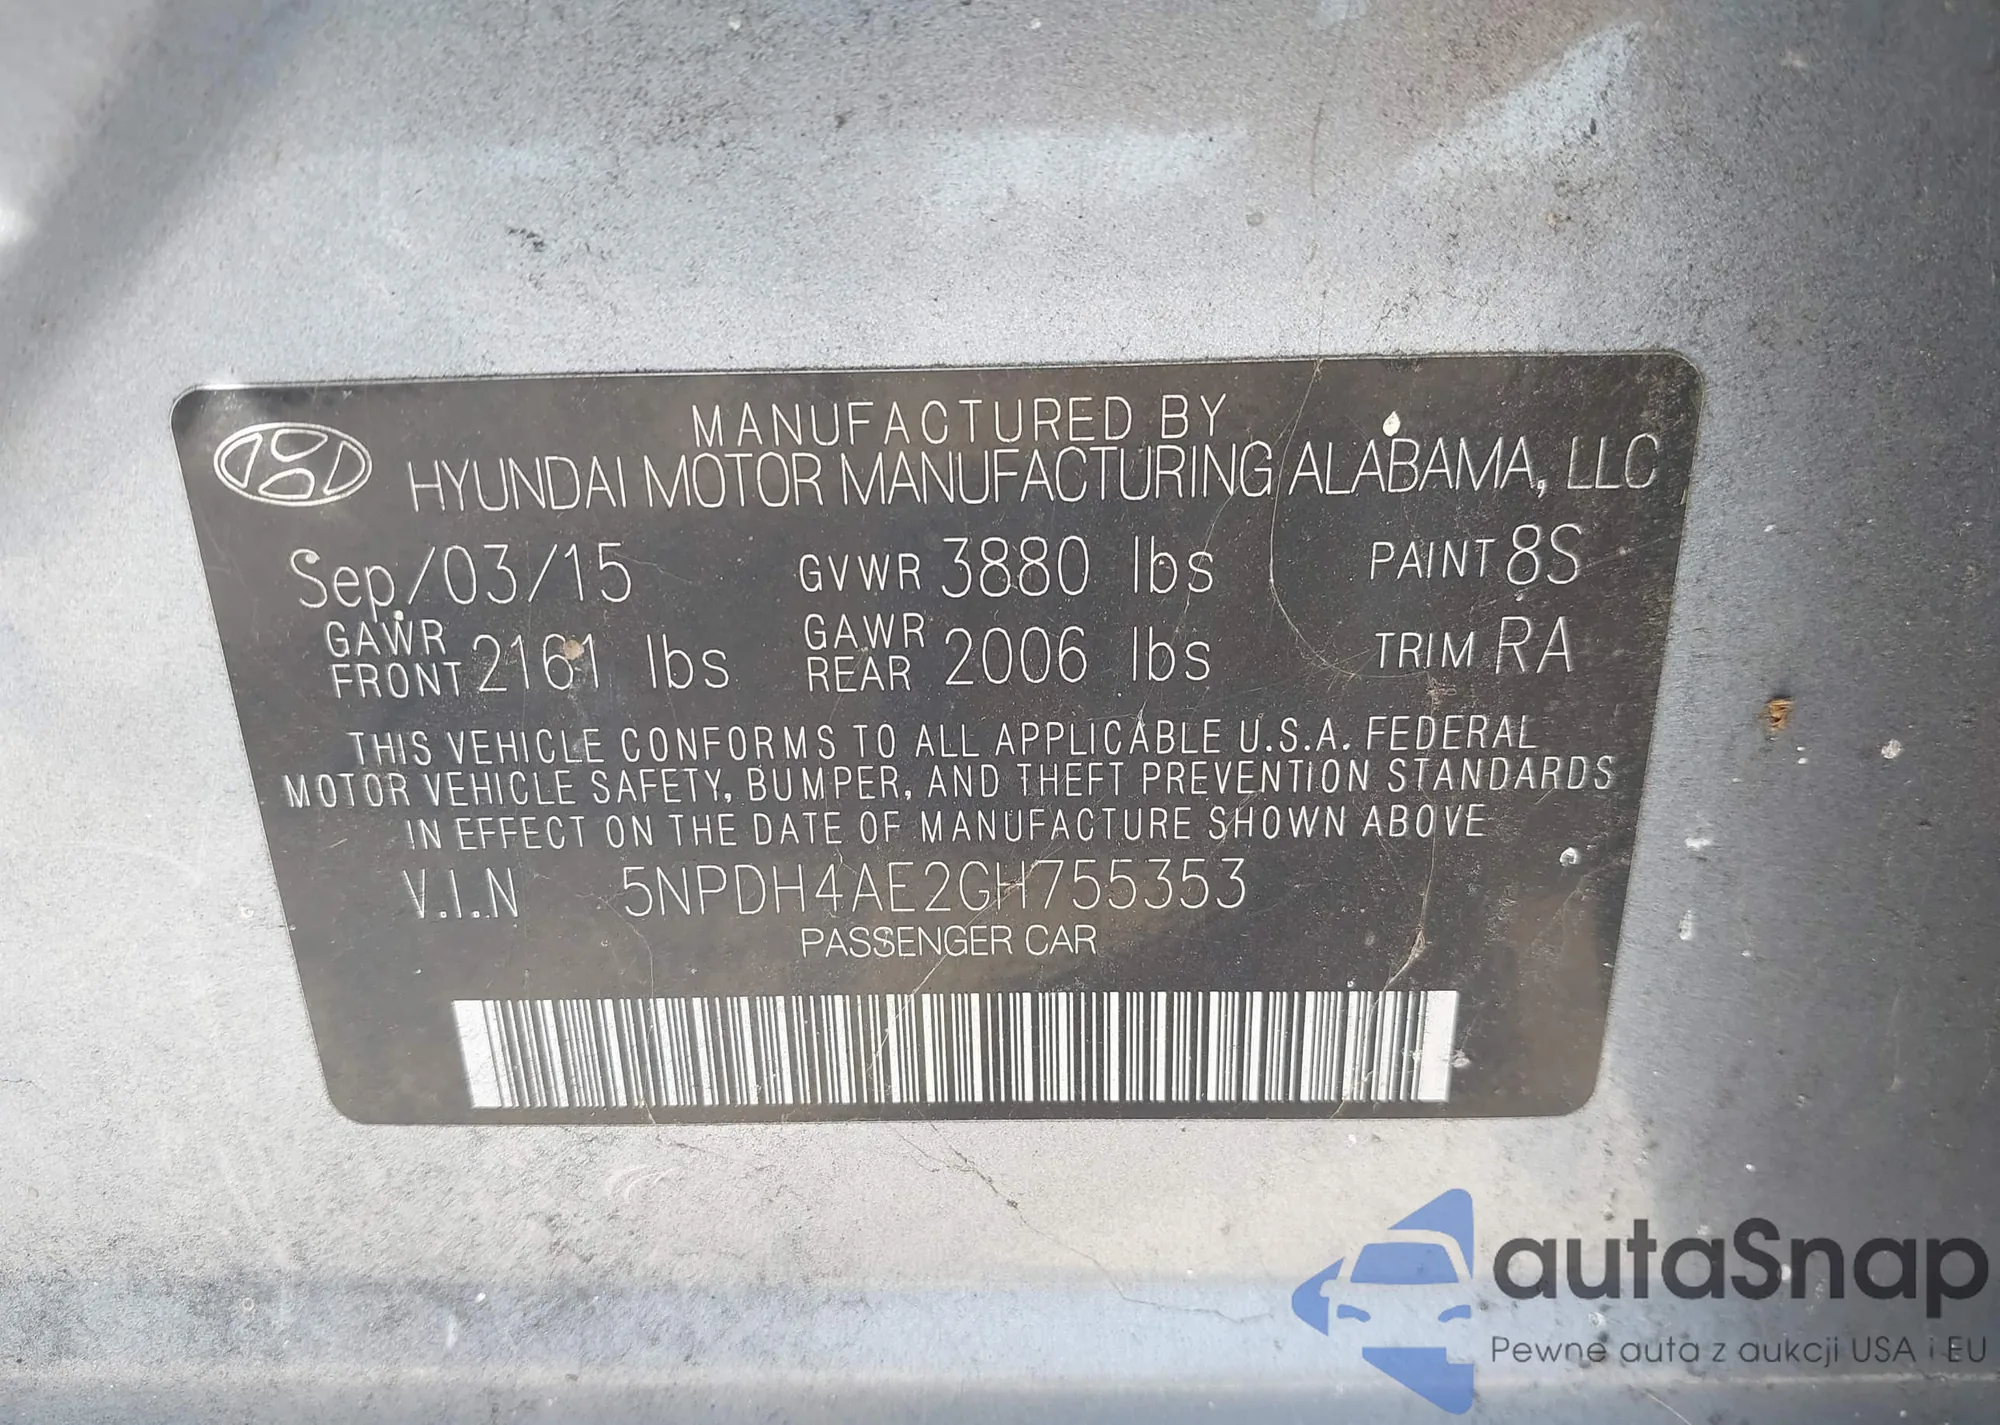 MANUFACTURED BY
HYUNDAI MOTOR MANUFACTURING ALABAMA, LLC
Sep/03/15 GVWR 3880 lbs PAINT 8S
GAWR FRONT 2161 lbs GAWR REAR 2006 lbs TRIM RA
THIS VEHICLE CONFORMS TO ALL APPLICABLE U.S.A. FEDERAL
MOTOR VEHICLE SAFETY, BUMPER, AND THEFT PREVENTION STANDARDS
IN EFFECT ON THE DATE OF MANUFACTURE SHOWN ABOVE
V.I.N 5NPDH4AE2GH755353
PASSENGER CAR
autaSnap
Pewne auta z aukcji USA i EU